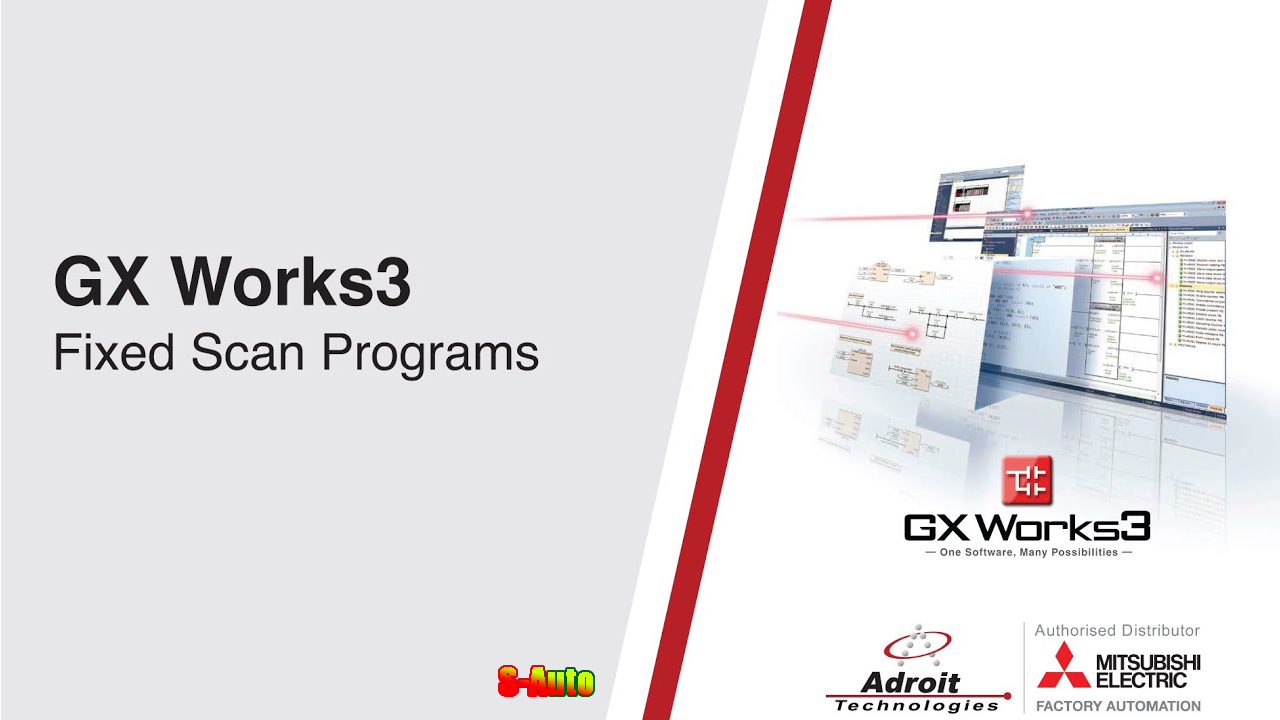 GX Works3
Fixed Scan Programs
GX Works3
— One Software, Many Possibilities —
S-Auto
Adroit
Technologies
Authorised Distributor
MITSUBISHI
ELECTRIC
FACTORY AUTOMATION